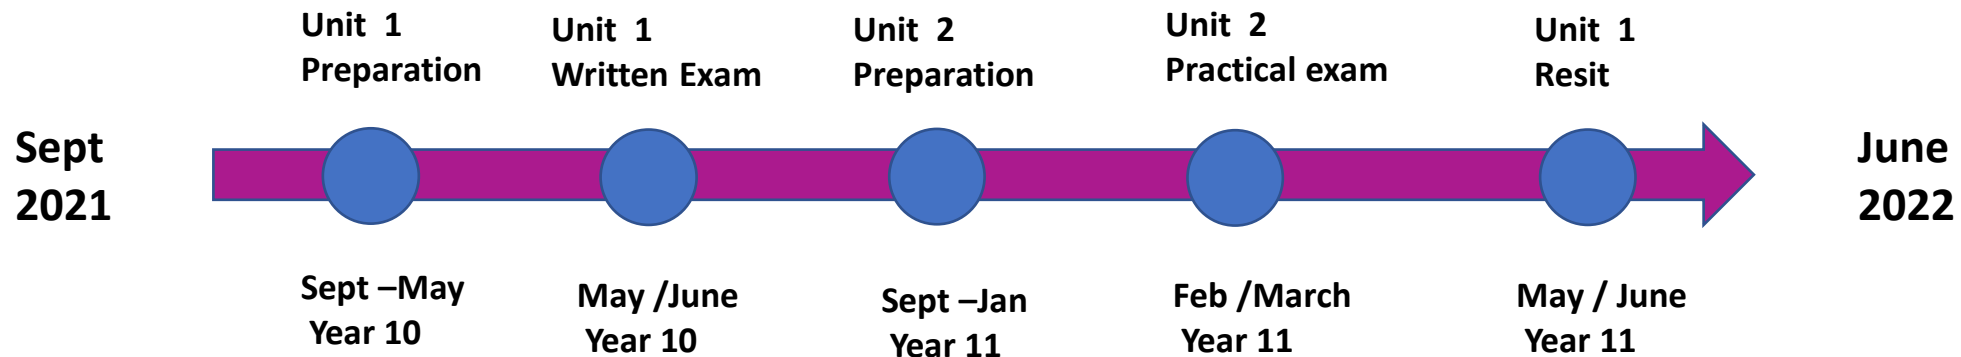 Unit 1
Preparation
Unit 1
Written Exam
Unit 2
Preparation
Unit 2
Practical exam
Unit 1
Resit
Sept
2021
June
2022
Sept –May
Year 10
May /June
Year 10
Sept –Jan
Year 11
Feb /March
Year 11
May / June
Year 11